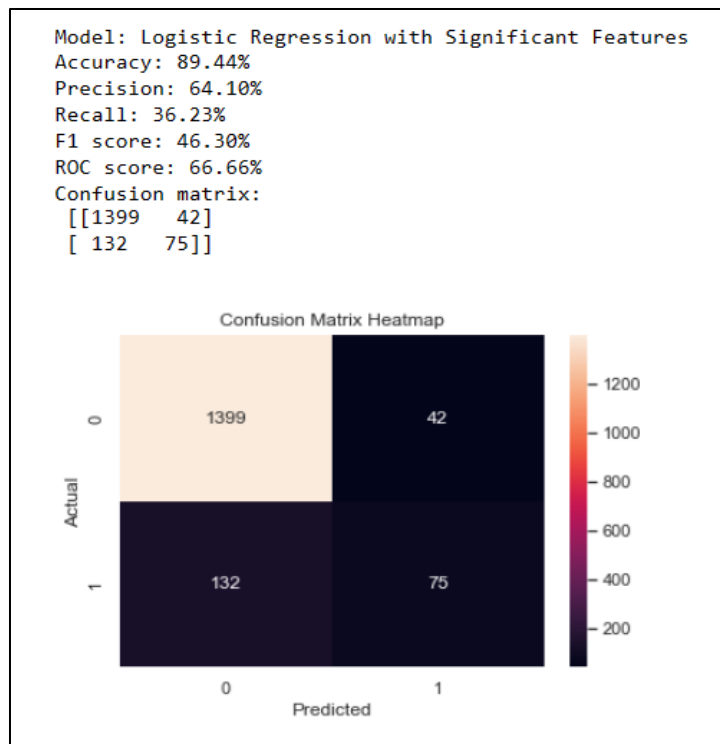 Model: Logistic Regression with Significant Features
Accuracy: 89.44%
Precision: 64.10%
Recall: 36.23%
F1 score: 46.30%
ROC score: 66.66%
Confusion matrix:
[[1399   42]
[ 132   75]]
Confusion Matrix Heatmap
1399 42
132 75
Actual
0
1
0 1
Predicted
1200
1000
800
600
400
200